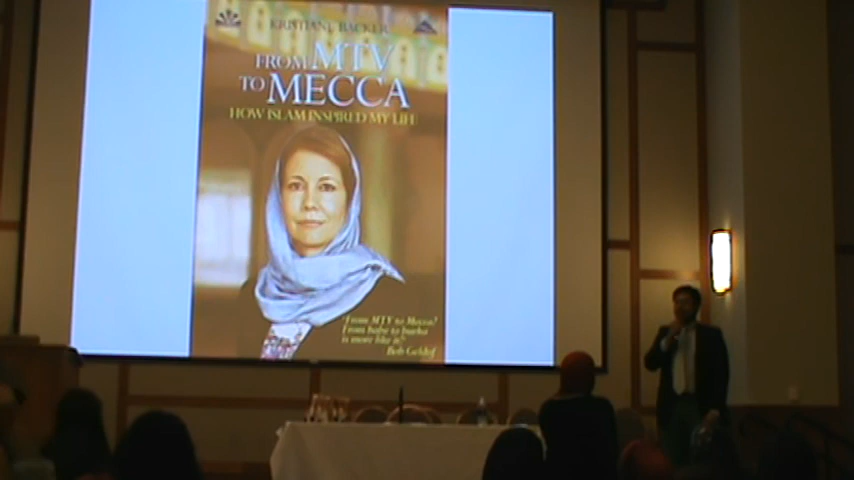 KRISTIANE BACKER
FROM MTV
TO MECCA
HOW ISLAM INSPIRED MY LIFE
"From MTV to Mecca?
From babe to burka
is more like it!"
Bob Geldof